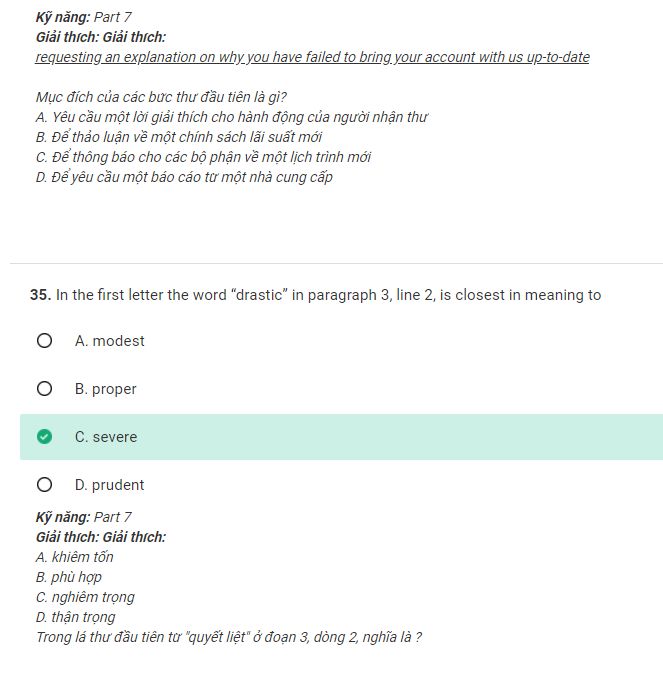 Kỹ năng: Part 7
Giải thích: Giải thích:
requesting an explanation on why you have failed to bring your account with us up-to-date
Mục đích của các bức thư đầu tiên là gì?
A. Yêu cầu một lời giải thích cho hành động của người nhận thư
B. Để thảo luận về một chính sách lãi suất mới
C. Để thông báo cho các bộ phận về một lịch trình mới
D. Để yêu cầu một báo cáo từ một nhà cung cấp
35. In the first letter the word “drastic” in paragraph 3, line 2, is closest in meaning to
A. modest
B. proper
C. severe
D. prudent
Kỹ năng: Part 7
Giải thích: Giải thích:
A. khiêm tốn
B. phù hợp
C. nghiêm trọng
D. thận trọng
Trong lá thư đầu tiên từ "quyết liệt" ở đoạn 3, dòng 2, nghĩa là ?